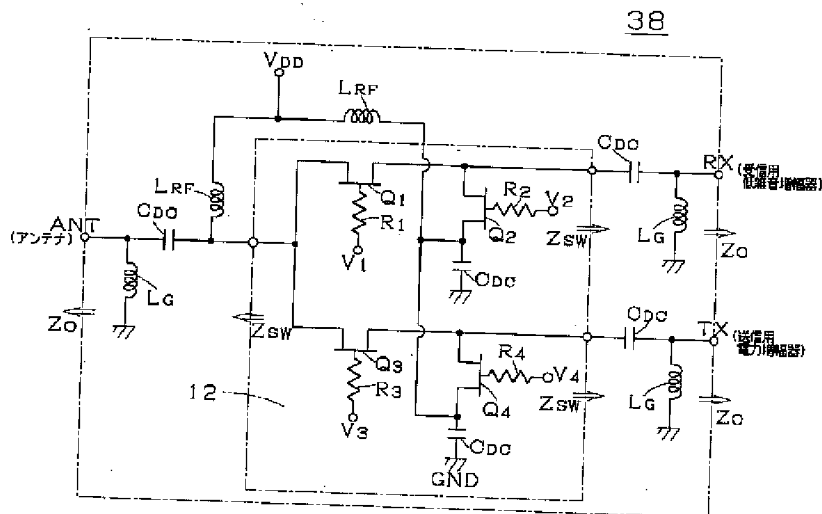 38
VDD
LRF
LRF
CDC
RX (受信用
低雑音増幅器)
ANT
(アンテナ)
CDC
Q1
R1
V1
R2
V2
Q2
ZSW
LG
ZO
LG
ZO
ZSW
CDC
CDC
TX (送信用
電力増幅器)
Q3
R3
V3
R4
V4
Q4
ZSW
LG
ZO
12
CDC
GND